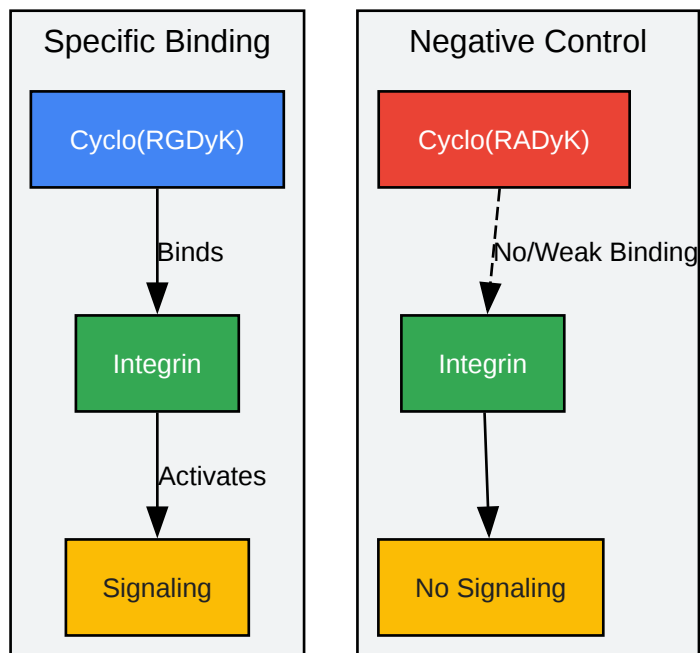 Specific Binding
Cyclo(RGDyK)
Binds
Integrin
Activates
Signaling
Negative Control
Cyclo(RADyK)
No/Weak Binding
Integrin
No Signaling